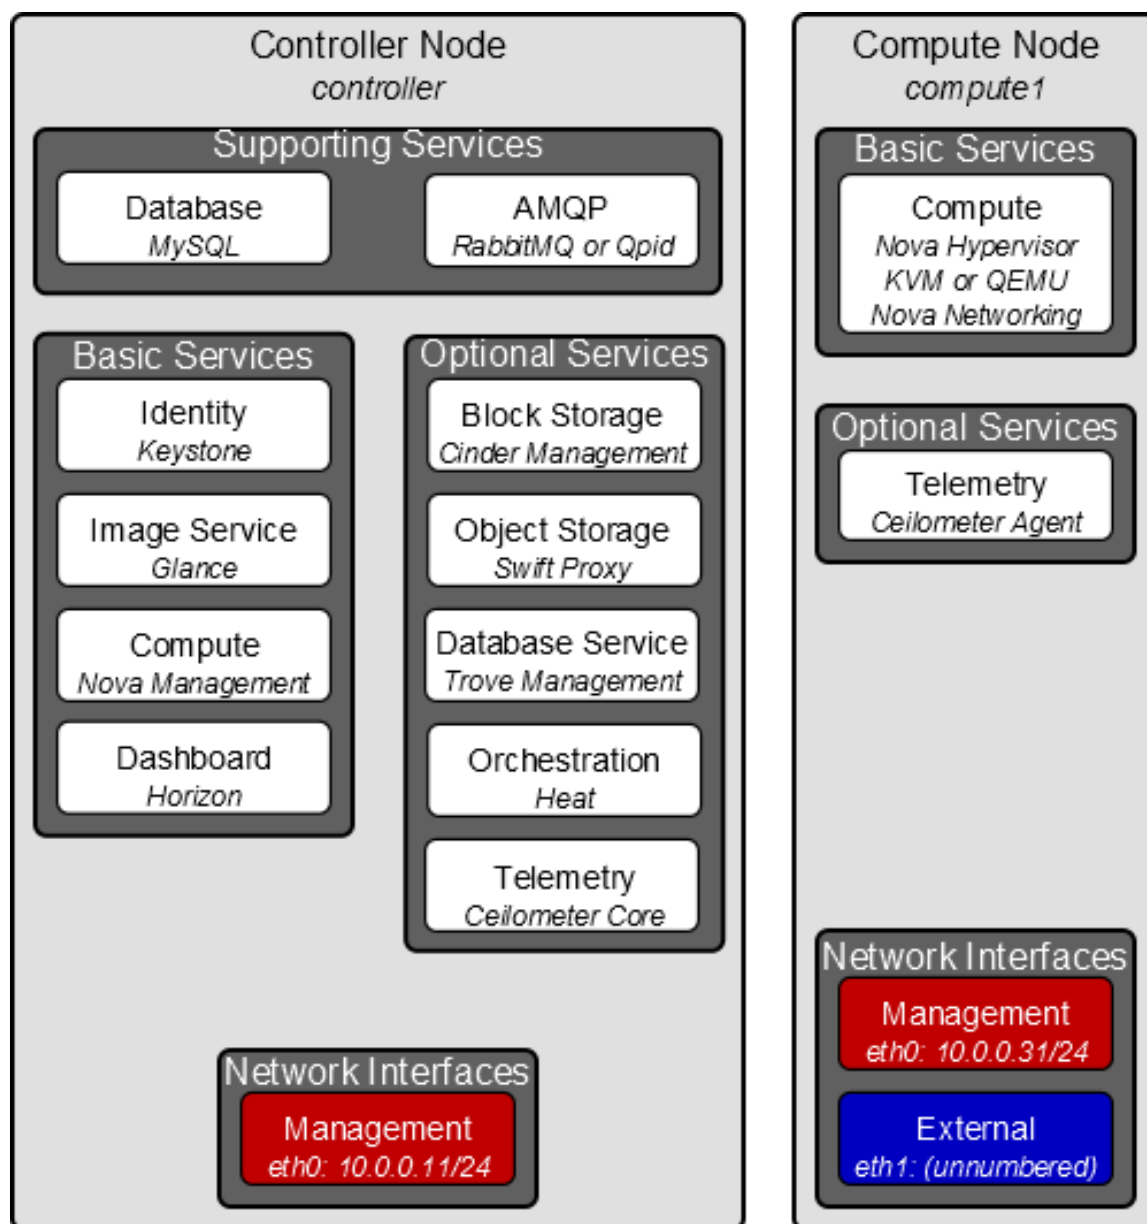 Controller Node
controller
Supporting Services
Database
MySQL
AMQP
RabbitMQ or Qpid
Basic Services
Identity
Keystone
Image Service
Glance
Compute
Nova Management
Dashboard
Horizon
Optional Services
Block Storage
Cinder Management
Object Storage
Swift Proxy
Database Service
Trove Management
Orchestration
Heat
Telemetry
Ceilometer Core
Network Interfaces
Management
eth0: 10.0.0.11/24
Compute Node
compute1
Basic Services
Compute
Nova Hypervisor
KVM or QEMU
Nova Networking
Optional Services
Telemetry
Ceilometer Agent
Network Interfaces
Management
eth0: 10.0.0.31/24
External
eth1: (unnumbered)